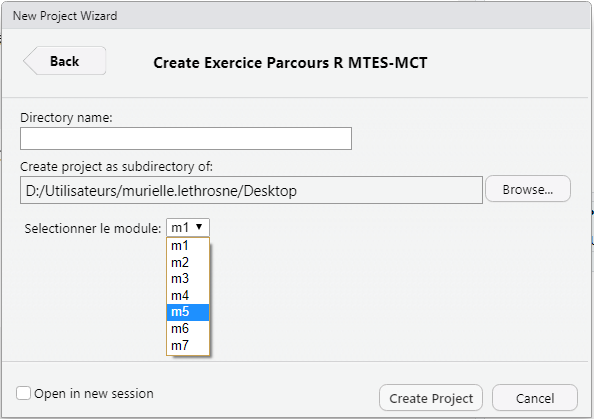 New Project Wizard
Back
Create Exercice Parcours R MTES-MCT
Directory name:
Create project as subdirectory of:
D:/Utilisateurs/murielle.lethrosne/Desktop
Browse...
Selectionner le module: m1
m1
m2
m3
m4
m5
m6
m7
Open in new session
Create Project
Cancel